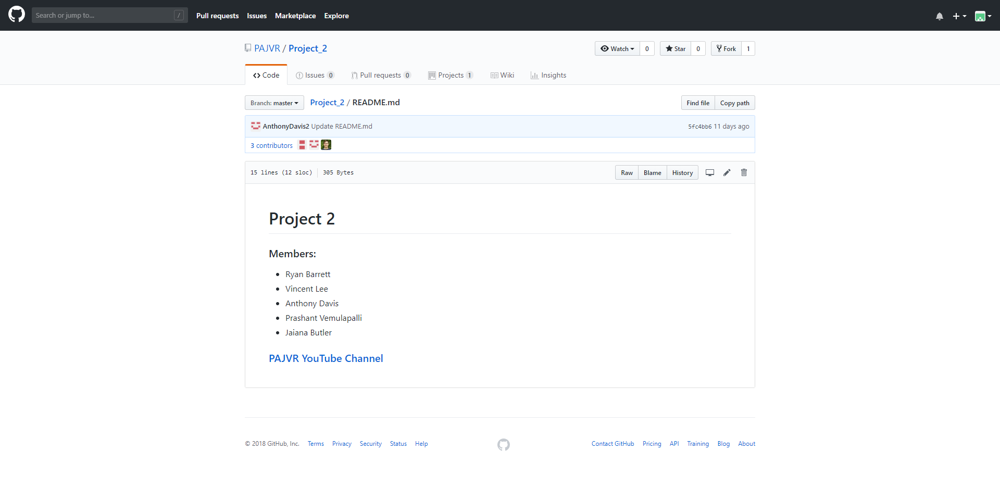 Search or jump to... / Pull requests Issues Marketplace Explore
PAJVR / Project_2 Watch 0 Star 0 Fork 1
Code Issues 0 Pull requests 0 Projects 1 Wiki Insights
Branch: master Project_2 / README.md Find file Copy path
AnthonyDavis2 Update README.md 5fc4bb6 11 days ago
3 contributors
15 lines (12 sloc) 305 Bytes Raw Blame History
Project 2
Members:
Ryan Barrett
Vincent Lee
Anthony Davis
Prashant Vemulapalli
Jaiana Butler
PAJVR YouTube Channel
© 2018 GitHub, Inc. Terms Privacy Security Status Help Contact GitHub Pricing API Training Blog About